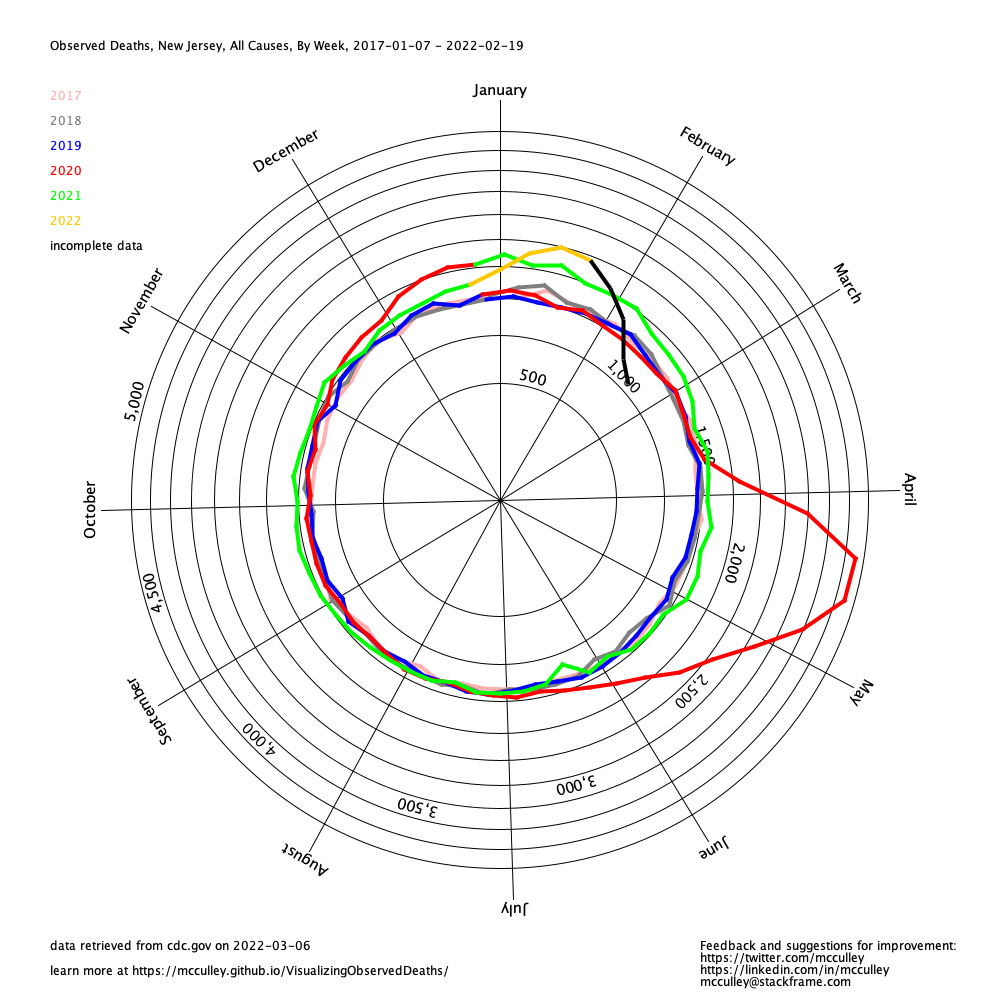 Observed Deaths, New Jersey, All Causes, By Week, 2017-01-07 - 2022-02-19
2017
2018
2019
2020
2021
2022
incomplete data
January
February
March
April
May
June
July
August
September
October
November
December
500
1,000
1,500
2,000
2,500
3,000
3,500
4,000
4,500
5,000
data retrieved from cdc.gov on 2022-03-06
learn more at https://mcculley.github.io/VisualizingObservedDeaths/
Feedback and suggestions for improvement:
https://twitter.com/mcculley
https://linkedin.com/in/mcculley
mcculley@stackframe.com